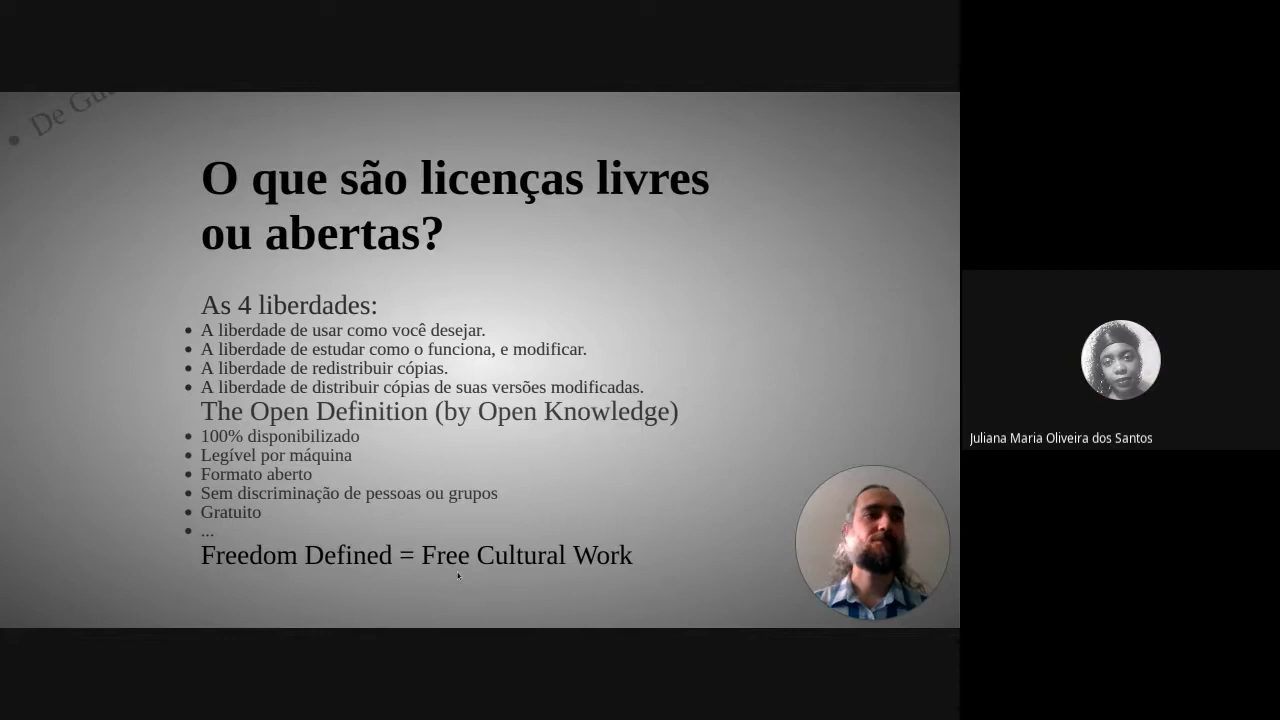 De
O que são licenças livres
ou abertas?
As 4 liberdades:
A liberdade de usar como você desejar.
A liberdade de estudar como o funciona, e modificar.
A liberdade de redistribuir cópias.
A liberdade de distribuir cópias de suas versões modificadas.
The Open Definition (by Open Knowledge)
100% disponibilizado
Legível por máquina
Formato aberto
Sem discriminação de pessoas ou grupos
Gratuito
...
Freedom Defined = Free Cultural Work
Juliana Maria Oliveira dos Santos